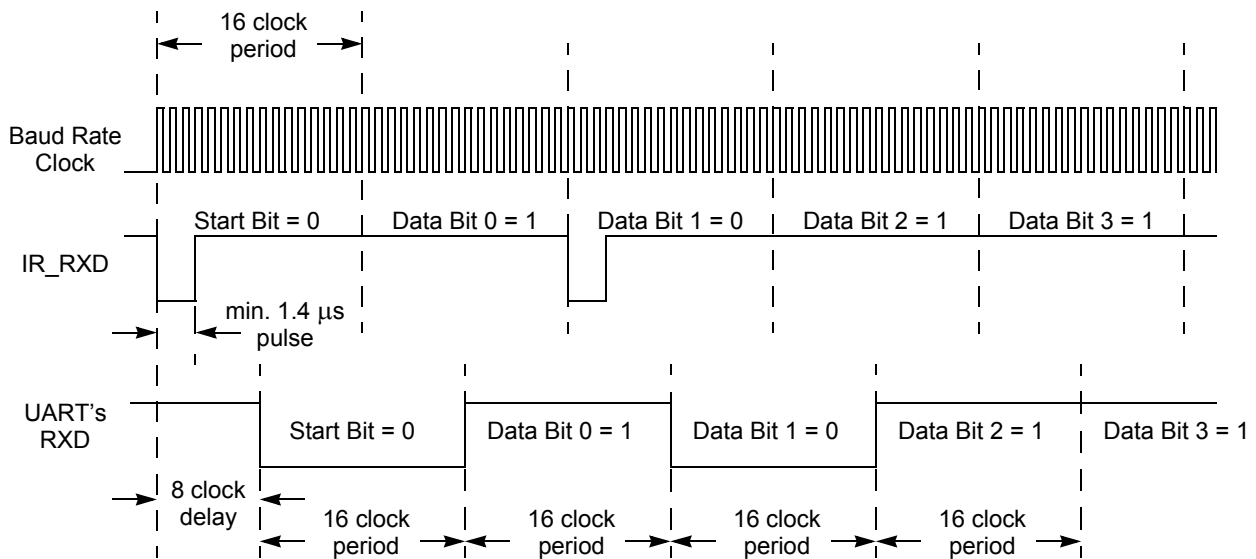 16 clock
period
Baud Rate
Clock
Start Bit = 0
Data Bit 0 = 1
Data Bit 1 = 0
Data Bit 2 = 1
Data Bit 3 = 1
IR_RXD
min. 1.4 μs
pulse
UART's
RXD
Start Bit = 0
Data Bit 0 = 1
Data Bit 1 = 0
Data Bit 2 = 1
Data Bit 3 = 1
8 clock
delay
16 clock
period
16 clock
period
16 clock
period
16 clock
period